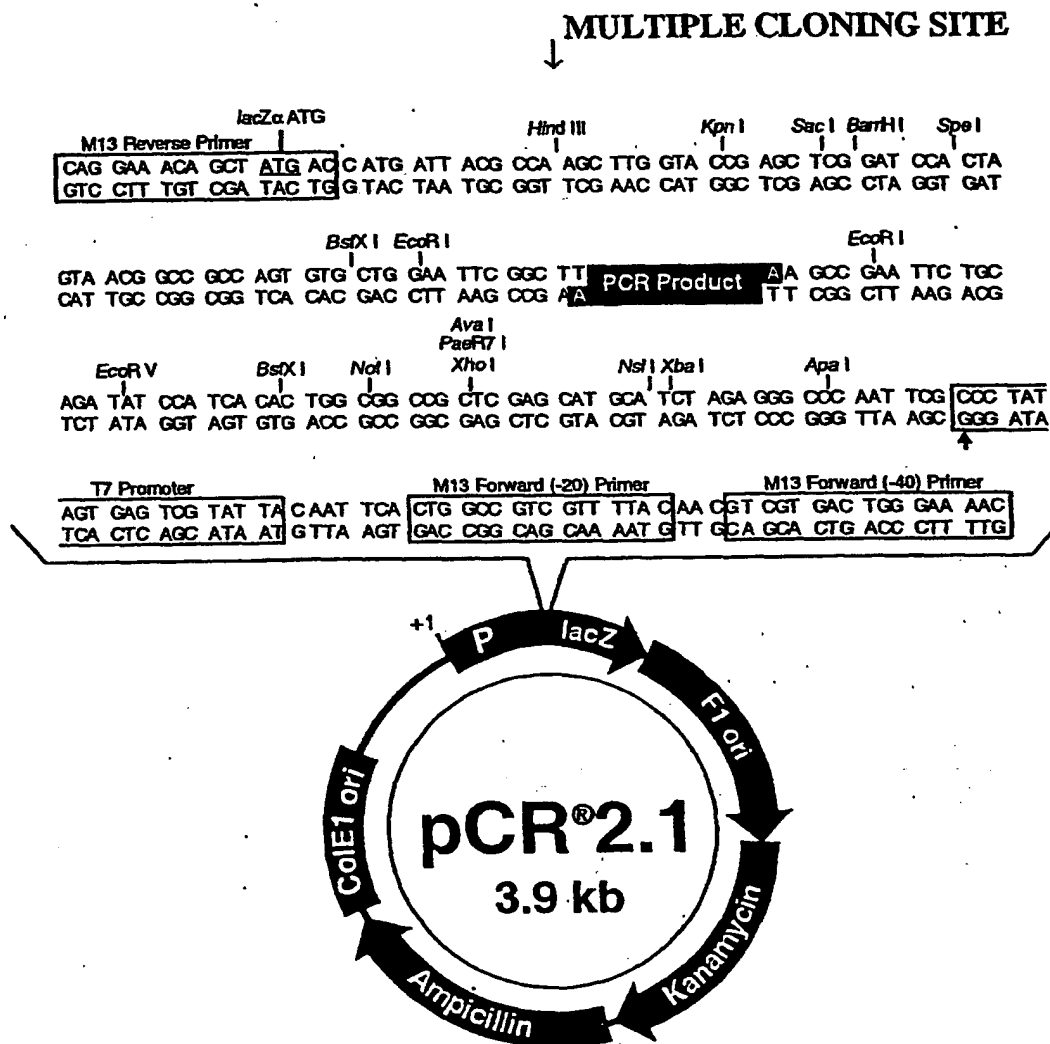 MULTIPLE CLONING SITE
lacZα ATG
M13 Reverse Primer
Hind III Kpn I Sac I BamH I Spe I
CAG GAA ACA GCT ATG AC C ATG ATT ACG CCA AGC TTG GTA CCG AGC TCG GAT CCA CTA
GTC CTT TGT CGA TAC TG G TAC TAA TGC GGT TCG AAC CAT GGC TCG AGC CTA GGT GAT
BstX I EcoR I EcoR I
GTA ACG GCC GCC AGT GTG CTG GAA TTC GGC TT PCR Product A A GCC GAA TTC TGC
CAT TGC CGG CGG TCA CAC GAC CTT AAG CCG AA T T CGG CTT AAG ACG
Ava I
PaeR7 I
EcoR V BstX I Not I Xho I Nsi I Xba I Apa I
AGA TAT CCA TCA CAC TGG CGG CCG CTC GAG CAT GCA TCT AGA GGG CCC AAT TCG CCC TAT
TCT ATA GGT AGT GTG ACC GCC GGC GAG CTC GTA CGT AGA TCT CCC GGG TTA AGC GGG ATA
T7 Promoter M13 Forward (-20) Primer M13 Forward (-40) Primer
AGT GAG TCG TAT TA C AAT TCA CTG GCC GTC GTT TTA C AA C GT CGT GAC TGG GAA AAC
TCA CTC AGC ATA AT G TTA AGT GAC CGG CAG CAA AAT G TT G CA GCA CTG ACC CTT TTG
+1
P
lacZ
F1 ori
Kanamycin
Ampicillin
ColE1 ori
pCR®2.1
3.9 kb